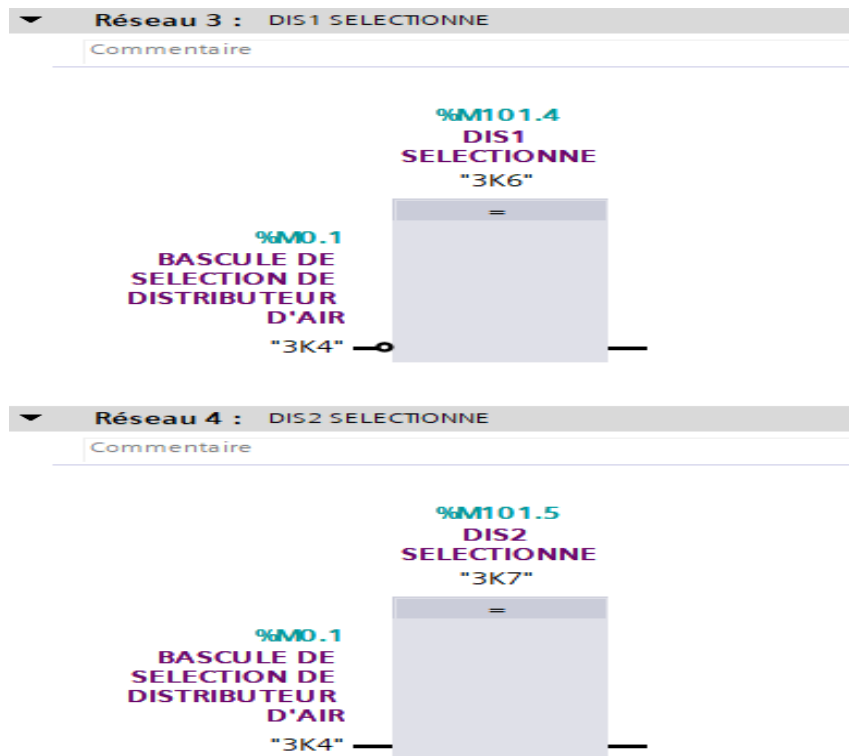 Réseau 3 : DIS1 SELECTIONNE
Commentaire
%M101.4
DIS1
SELECTIONNE
"3K6"
=
%M0.1
BASCULE DE
SELECTION DE
DISTRIBUTEUR
D'AIR
"3K4"
Réseau 4 : DIS2 SELECTIONNE
Commentaire
%M101.5
DIS2
SELECTIONNE
"3K7"
=
%M0.1
BASCULE DE
SELECTION DE
DISTRIBUTEUR
D'AIR
"3K4"